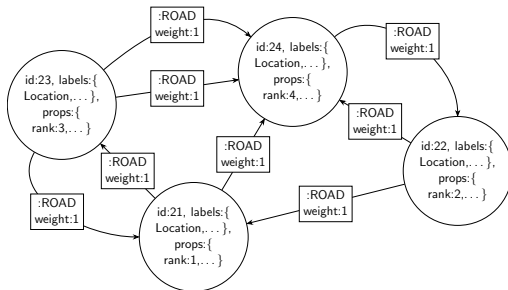 :ROAD
weight:1
id:24, labels:{
Location,... },
props:{
rank:4,... }
:ROAD
weight:1
id:23, labels:{
Location,... },
props:{
rank:3,... }
:ROAD
weight:1
:ROAD
weight:1
:ROAD
weight:1
:ROAD
weight:1
id:22, labels:{
Location,... },
props:{
rank:2,... }
:ROAD
weight:1
id:21, labels:{
Location,... },
props:{
rank:1,... }
:ROAD
weight:1